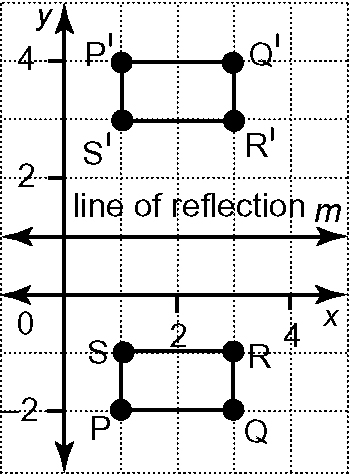 y
4 P' Q'
S' R'
2
line of reflection m
0 2 4 x
S R
-2 P Q